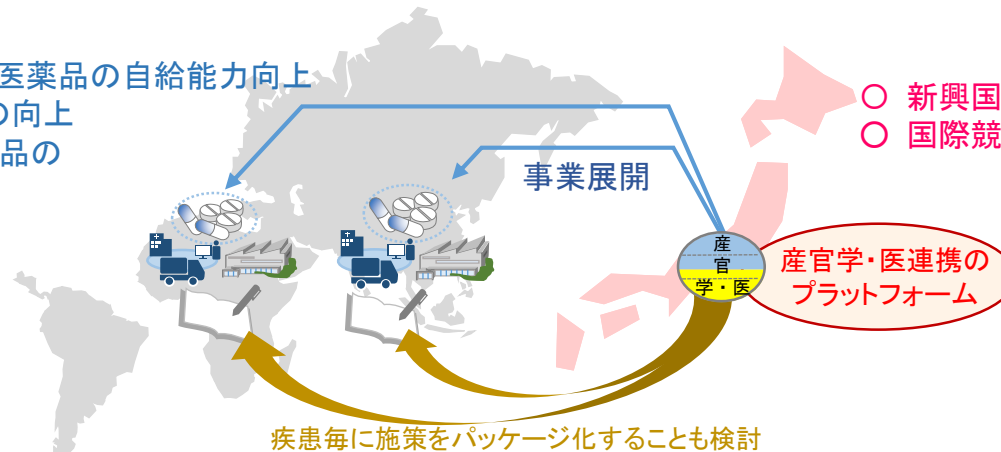 医薬品の自給能力向上
の向上
品の
○ 新興国
○ 国際競
事業展開
産
官
学・医
産官学・医連携の
プラットフォーム
疾患毎に施策をパッケージ化することも検討